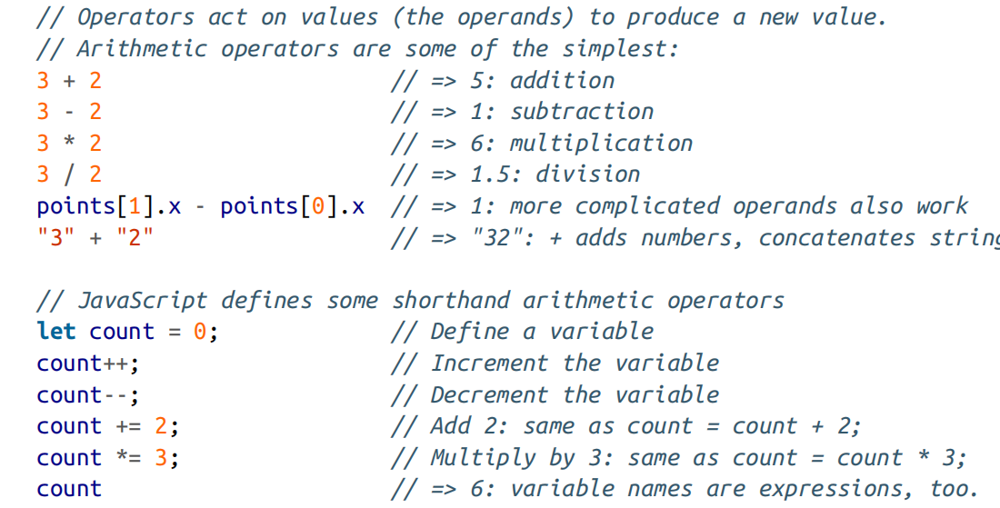 // Operators act on values (the operands) to produce a new value.
// Arithmetic operators are some of the simplest:
3 + 2 // => 5: addition
3 - 2 // => 1: subtraction
3 * 2 // => 6: multiplication
3 / 2 // => 1.5: division
points[1].x - points[0].x // => 1: more complicated operands also work
"3" + "2" // => "32": + adds numbers, concatenates string
// JavaScript defines some shorthand arithmetic operators
let count = 0; // Define a variable
count++; // Increment the variable
count--; // Decrement the variable
count += 2; // Add 2: same as count = count + 2;
count *= 3; // Multiply by 3: same as count = count * 3;
count // => 6: variable names are expressions, too.